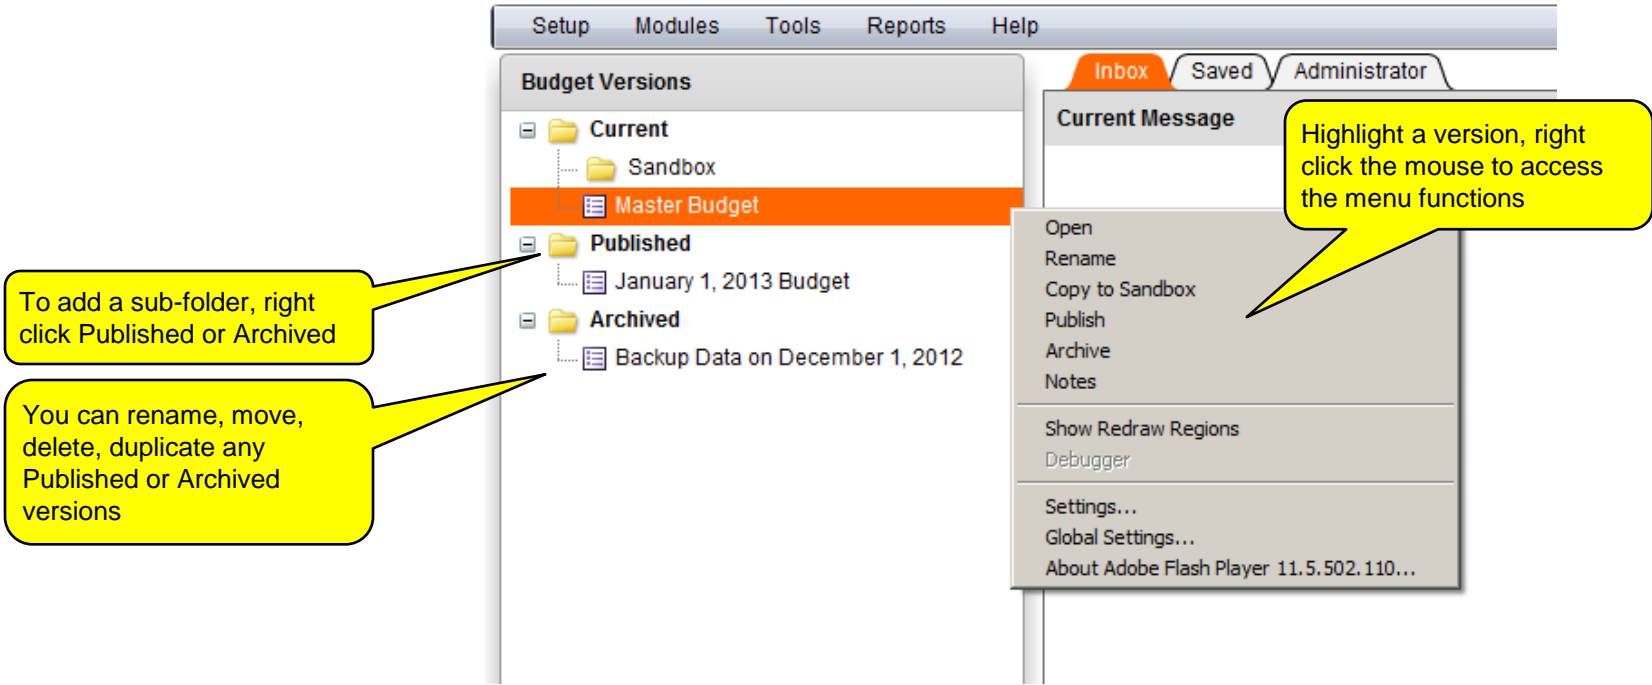 Setup Modules Tools Reports Help
Budget Versions
Current
Sandbox
Master Budget
Published
January 1, 2013 Budget
Archived
Backup Data on December 1, 2012
To add a sub-folder, right
click Published or Archived
You can rename, move,
delete, duplicate any
Published or Archived
versions
Inbox Saved Administrator
Current Message
Highlight a version, right
click the mouse to access
the menu functions
Open
Rename
Copy to Sandbox
Publish
Archive
Notes
Show Redraw Regions
Debugger
Settings...
Global Settings...
About Adobe Flash Player 11.5.502.110...